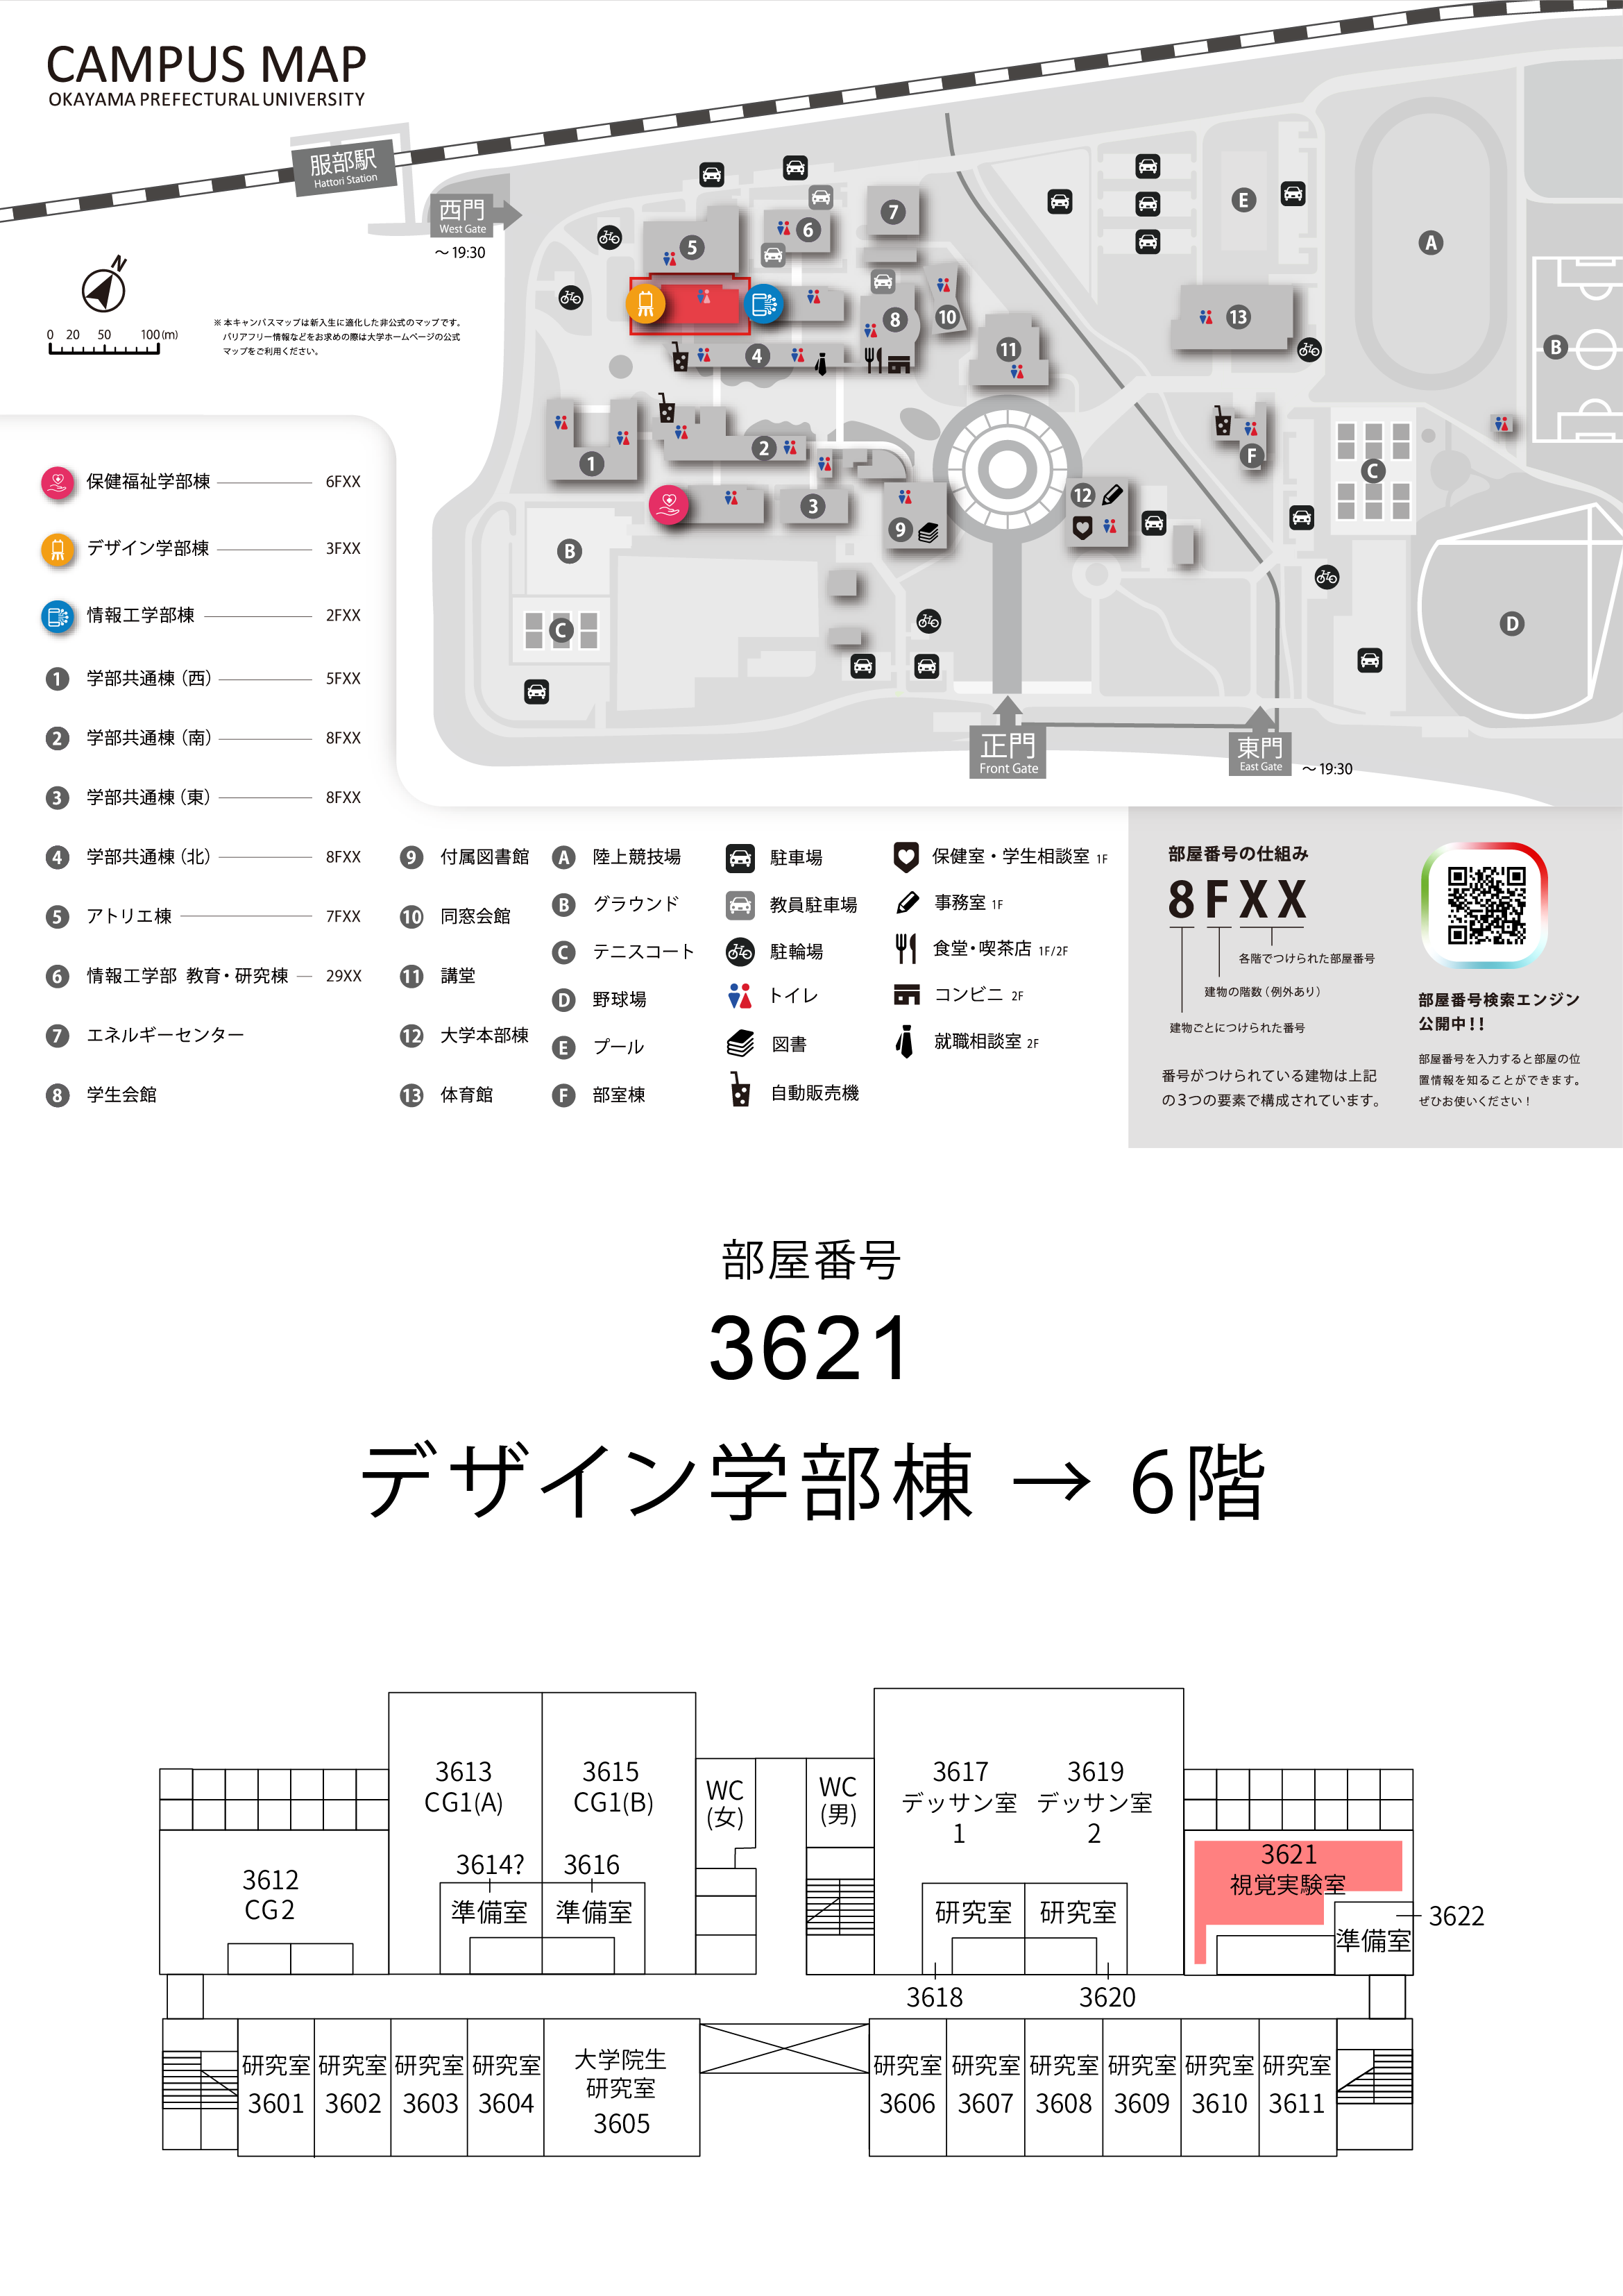 CAMPUS MAP
OKAYAMA PREFECTURAL UNIVERSITY
服部駅
Hattori Station
西門
West Gate
～19:30
N
0 20 50 100(m)
※ 本キャンパスマップは新入生に適化した非公式のマップです。
バリアフリー情報などをお求めの際は大学ホームページの公式
マップをご利用ください。
7
6
5
E
A
8
10
13
11
4
B
1
2
F
C
12
3
9
B
C
D
正門
Front Gate
東門
East Gate
～19:30
保健福祉学部棟 6FXX
デザイン学部棟 3FXX
情報工学部棟 2FXX
1 学部共通棟（西） 5FXX
2 学部共通棟（南） 8FXX
3 学部共通棟（東） 8FXX
4 学部共通棟（北） 8FXX
5 アトリエ棟 7FXX
6 情報工学部 教育・研究棟 29XX
7 エネルギーセンター
8 学生会館
9 付属図書館
10 同窓会館
11 講堂
12 大学本部棟
13 体育館
A 陸上競技場
B グラウンド
C テニスコート
D 野球場
E プール
F 部室棟
駐車場
教員駐車場
駐輪場
トイレ
図書
自動販売機
保健室・学生相談室 1F
事務室 1F
食堂・喫茶店 1F/2F
コンビニ 2F
就職相談室 2F
部屋番号の仕組み
8 F X X
各階でつけられた部屋番号
建物の階数（例外あり）
建物ごとにつけられた番号
番号がつけられている建物は上記
の３つの要素で構成されています。
部屋番号検索エンジン
公開中！！
部屋番号を入力すると部屋の位
置情報を知ることができます。
ぜひお使いください！
部屋番号
3621
デザイン学部棟 → 6階
3613
CG1(A)
3615
CG1(B)
WC
(女)
WC
(男)
3617
デッサン室
1
3619
デッサン室
2
3621
視覚実験室
3612
CG2
3614?
準備室
3616
準備室
研究室
研究室
3622
準備室
3618
3620
研究室
3601
研究室
3602
研究室
3603
研究室
3604
大学院生
研究室
3605
研究室
3606
研究室
3607
研究室
3608
研究室
3609
研究室
3610
研究室
3611